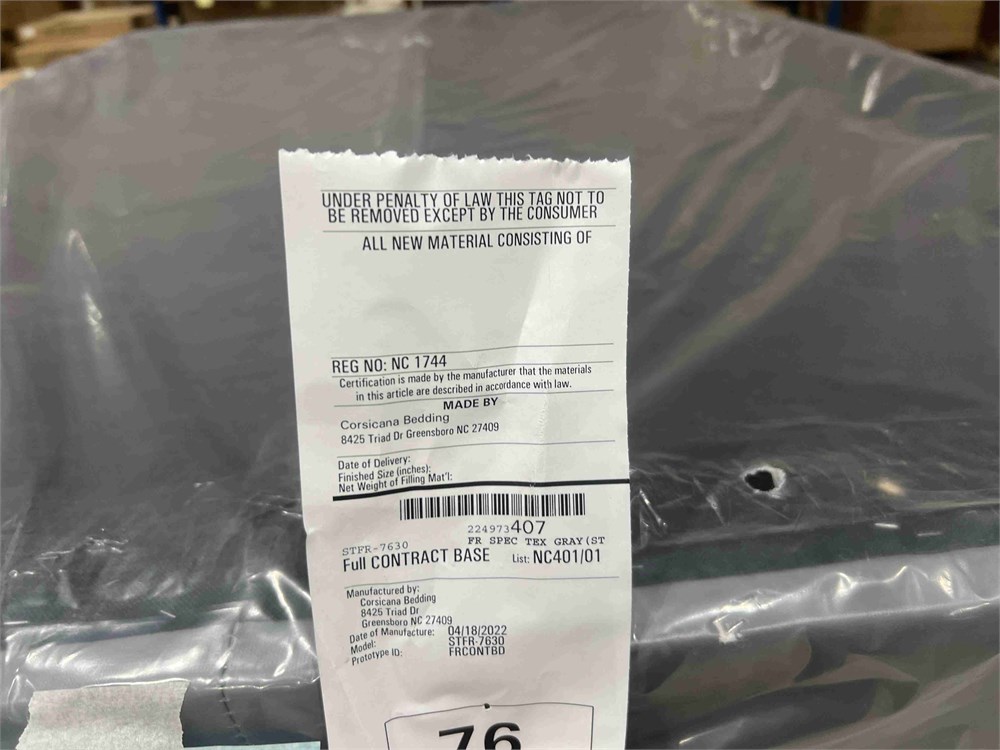 UNDER PENALTY OF LAW THIS TAG NOT TO
BE REMOVED EXCEPT BY THE CONSUMER
ALL NEW MATERIAL CONSISTING OF
REG NO: NC 1744
Certification is made by the manufacturer that the materials
in this article are described in accordance with law.
MADE BY
Corsicana Bedding
8425 Triad Dr Greensboro NC 27409
Date of Delivery:
Finished Size (inches):
Net Weight of Filling Mat'l:
224973407
STFR-7630 FR SPEC TEX GRAY(ST
Full CONTRACT BASE List: NC401/01
Manufactured by:
Corsicana Bedding
8425 Triad Dr
Greensboro NC 27409
Date of Manufacture: 04/18/2022
Model: STFR-7630
Prototype ID: FRCONTBD
76